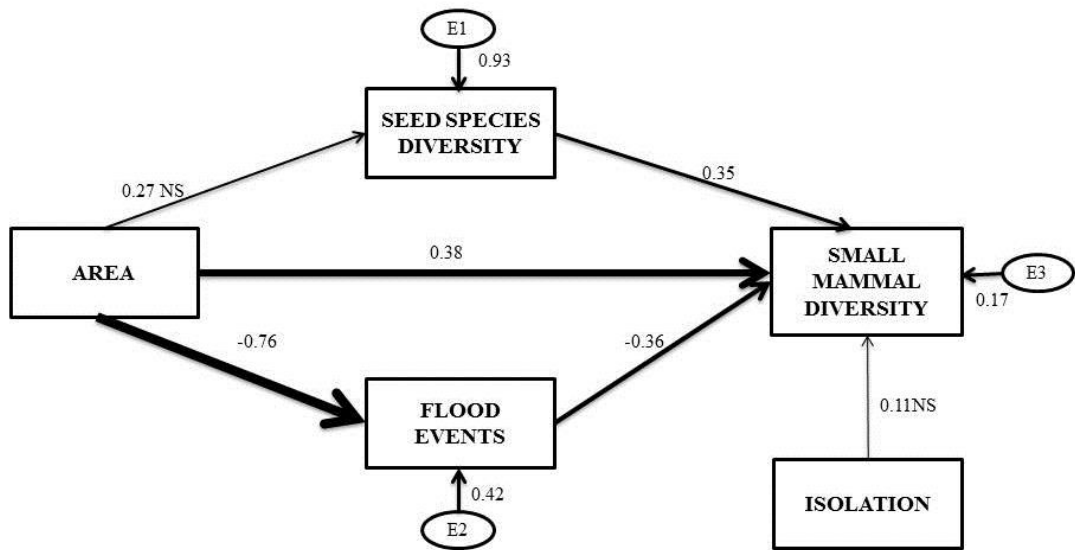 E1
0.93
SEED SPECIES
DIVERSITY
0.27 NS
0.35
AREA
0.38
SMALL
MAMMAL
DIVERSITY
E3
0.17
-0.76
-0.36
FLOOD
EVENTS
0.11NS
0.42
E2
ISOLATION